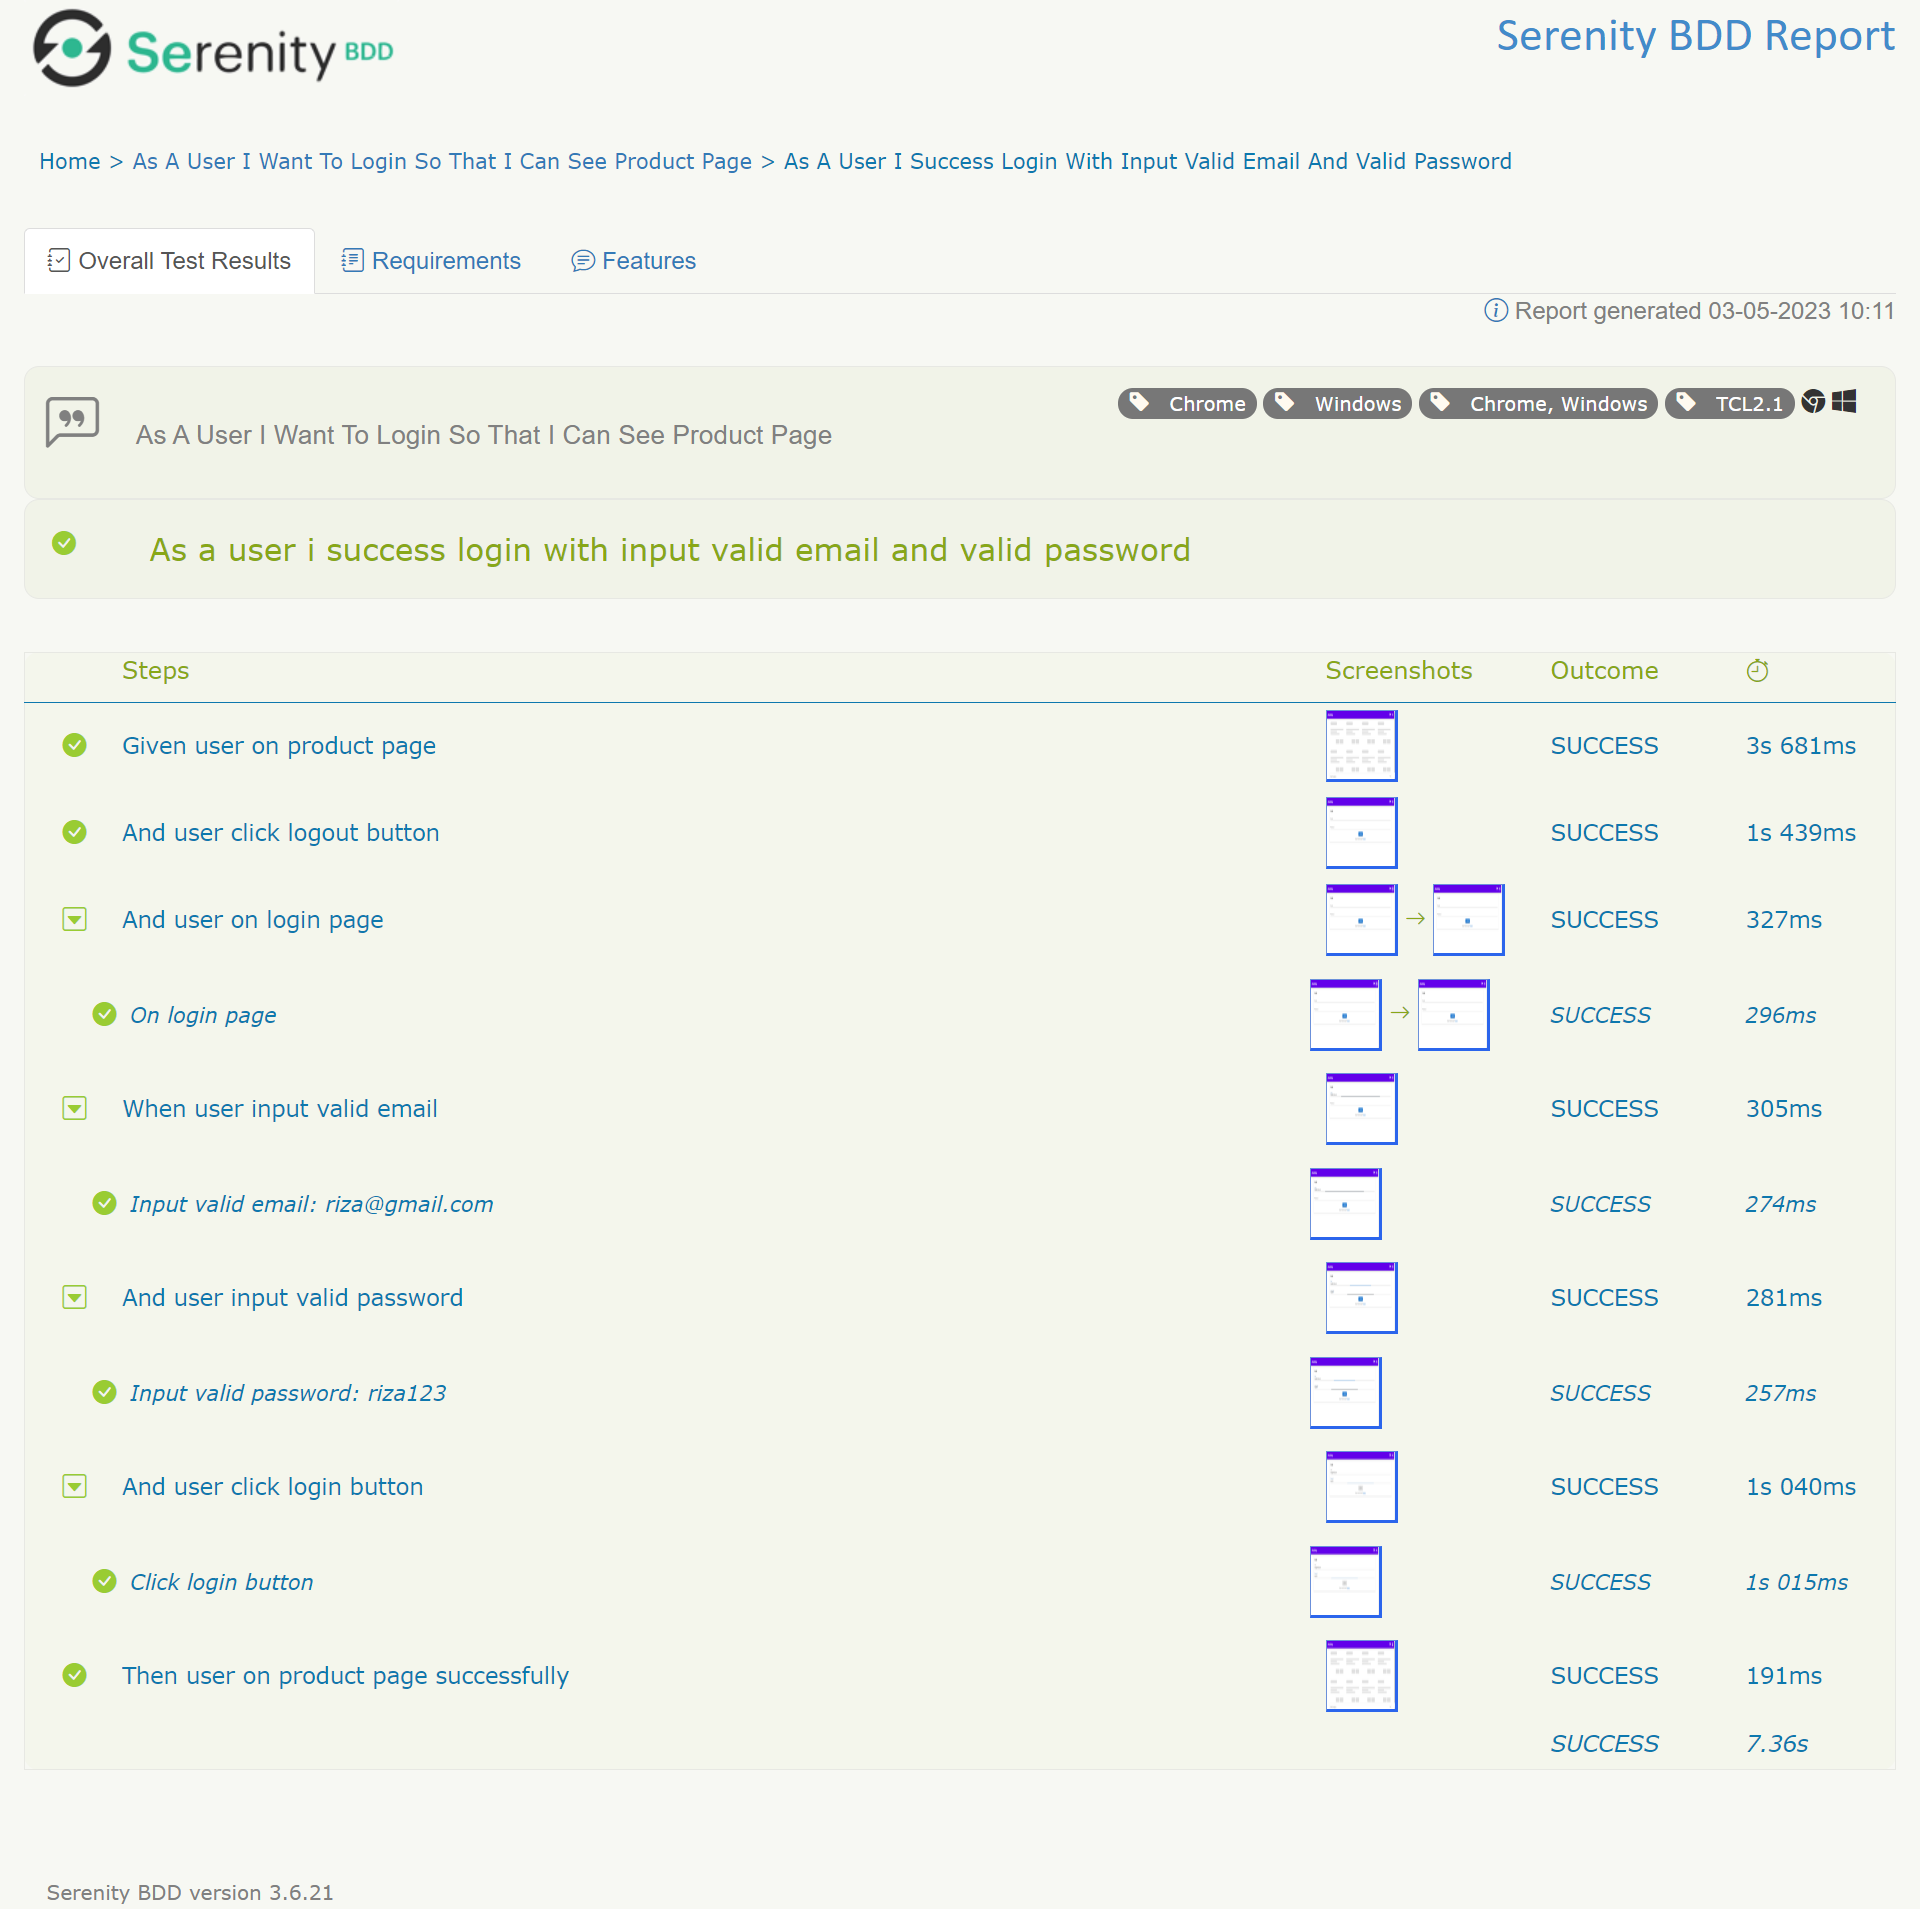 Serenity BDD
Serenity BDD Report
Home > As A User I Want To Login So That I Can See Product Page > As A User I Success Login With Input Valid Email And Valid Password
Overall Test Results
Requirements
Features
Report generated 03-05-2023 10:11
Chrome
Windows
Chrome, Windows
TCL2.1
As A User I Want To Login So That I Can See Product Page
As a user i success login with input valid email and valid password
Steps Screenshots Outcome
Given user on product page SUCCESS 3s 681ms
And user click logout button SUCCESS 1s 439ms
And user on login page SUCCESS 327ms
On login page SUCCESS 296ms
When user input valid email SUCCESS 305ms
Input valid email: riza@gmail.com SUCCESS 274ms
And user input valid password SUCCESS 281ms
Input valid password: riza123 SUCCESS 257ms
And user click login button SUCCESS 1s 040ms
Click login button SUCCESS 1s 015ms
Then user on product page successfully SUCCESS 191ms
SUCCESS 7.36s
Serenity BDD version 3.6.21